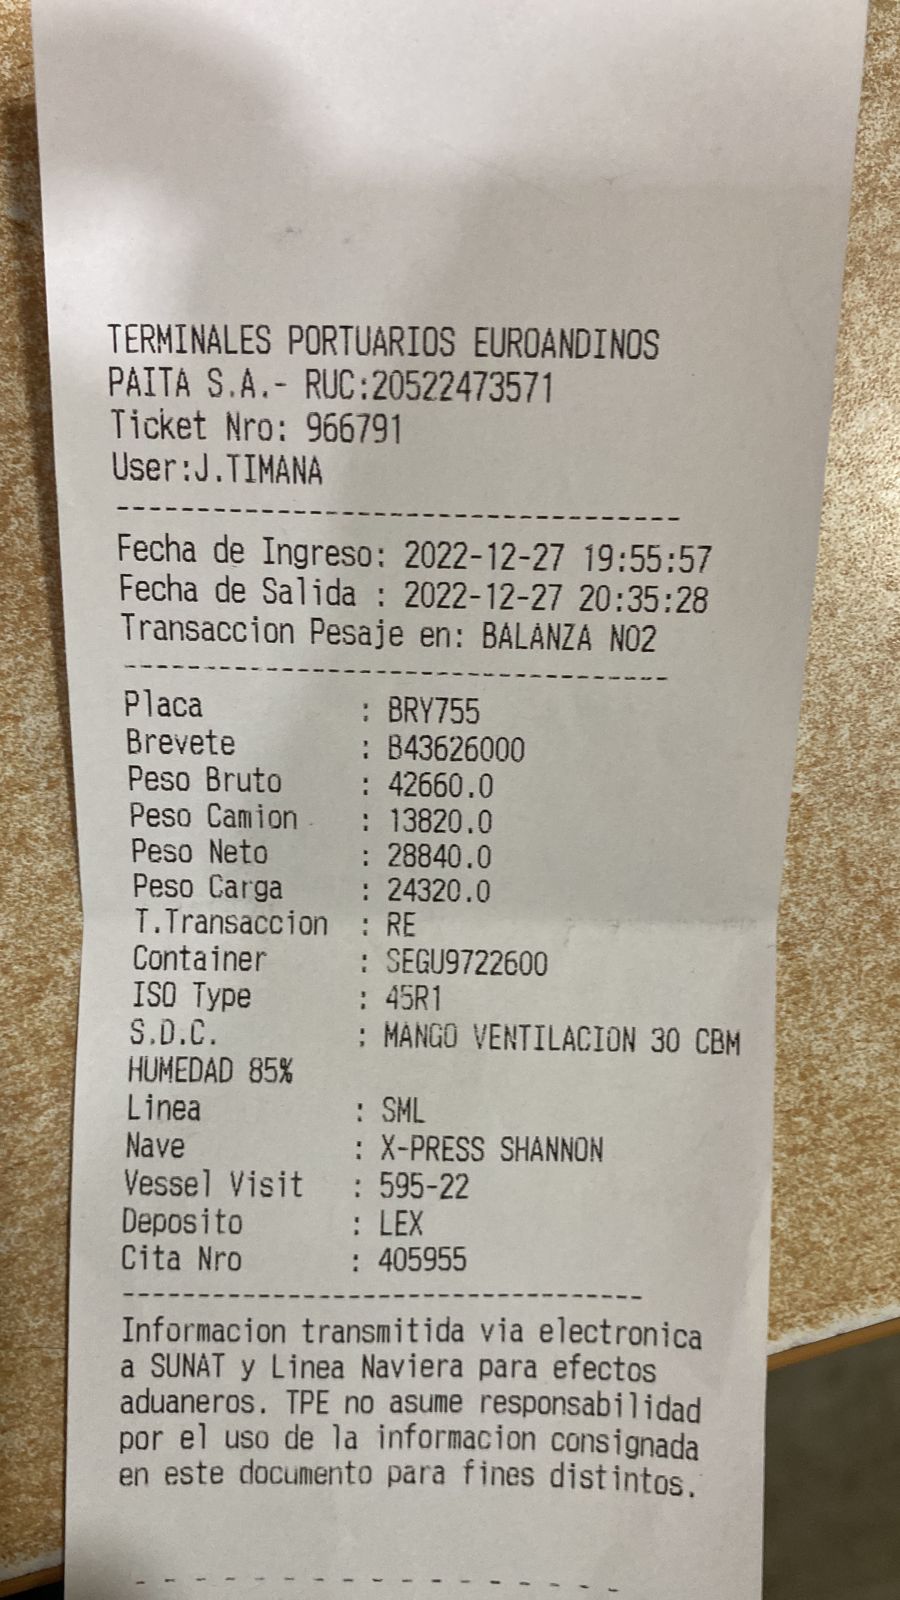 TERMINALES PORTUARIOS EUROANDINOS
PAITA S.A.- RUC:20522473571
Ticket Nro: 966791
User:J.TIMANA
-----------------------------------
Fecha de Ingreso: 2022-12-27 19:55:57
Fecha de Salida : 2022-12-27 20:35:28
Transaccion Pesaje en: BALANZA NO2
-----------------------------------
Placa : BRY755
Brevete : B43626000
Peso Bruto : 42660.0
Peso Camion : 13820.0
Peso Neto : 28840.0
Peso Carga : 24320.0
T.Transaccion : RE
Container : SEGU9722600
ISO Type : 45R1
S.D.C. : MANGO VENTILACION 30 CBM
HUMEDAD 85%
Linea : SML
Nave : X-PRESS SHANNON
Vessel Visit : 595-22
Deposito : LEX
Cita Nro : 405955
-----------------------------------
Informacion transmitida via electronica
a SUNAT y Linea Naviera para efectos
aduaneros. TPE no asume responsabilidad
por el uso de la informacion consignada
en este documento para fines distintos.